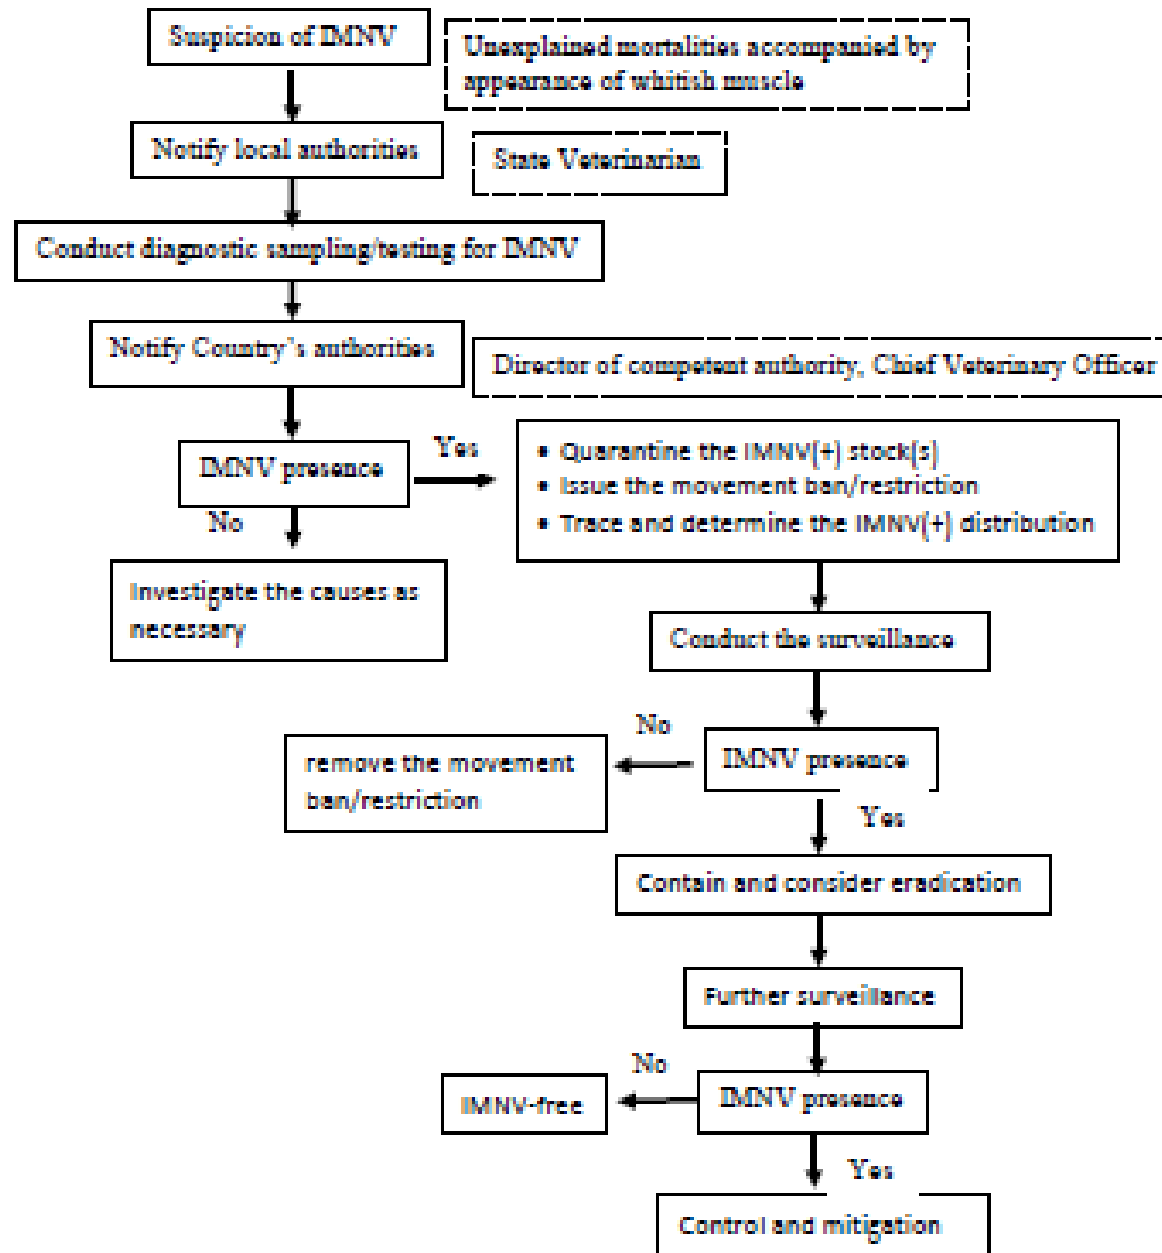 Suspicion of IMNV
Unexplained mortalities accompanied by
appearance of whitish muscle
Notify local authorities
State Veterinarian
Conduct diagnostic sampling/testing for IMNV
Notify Country's authorities
Director of competent authority, Chief Veterinary Officer
IMNV presence
Yes
• Quarantine the IMNV(+) stock(s)
• Issue the movement ban/restriction
• Trace and determine the IMNV(+) distribution
No
Investigate the causes as
necessary
Conduct the surveillance
No
IMNV presence
remove the movement
ban/restriction
Yes
Contain and consider eradication
Further surveillance
No
IMNV-free
IMNV presence
Yes
Control and mitigation